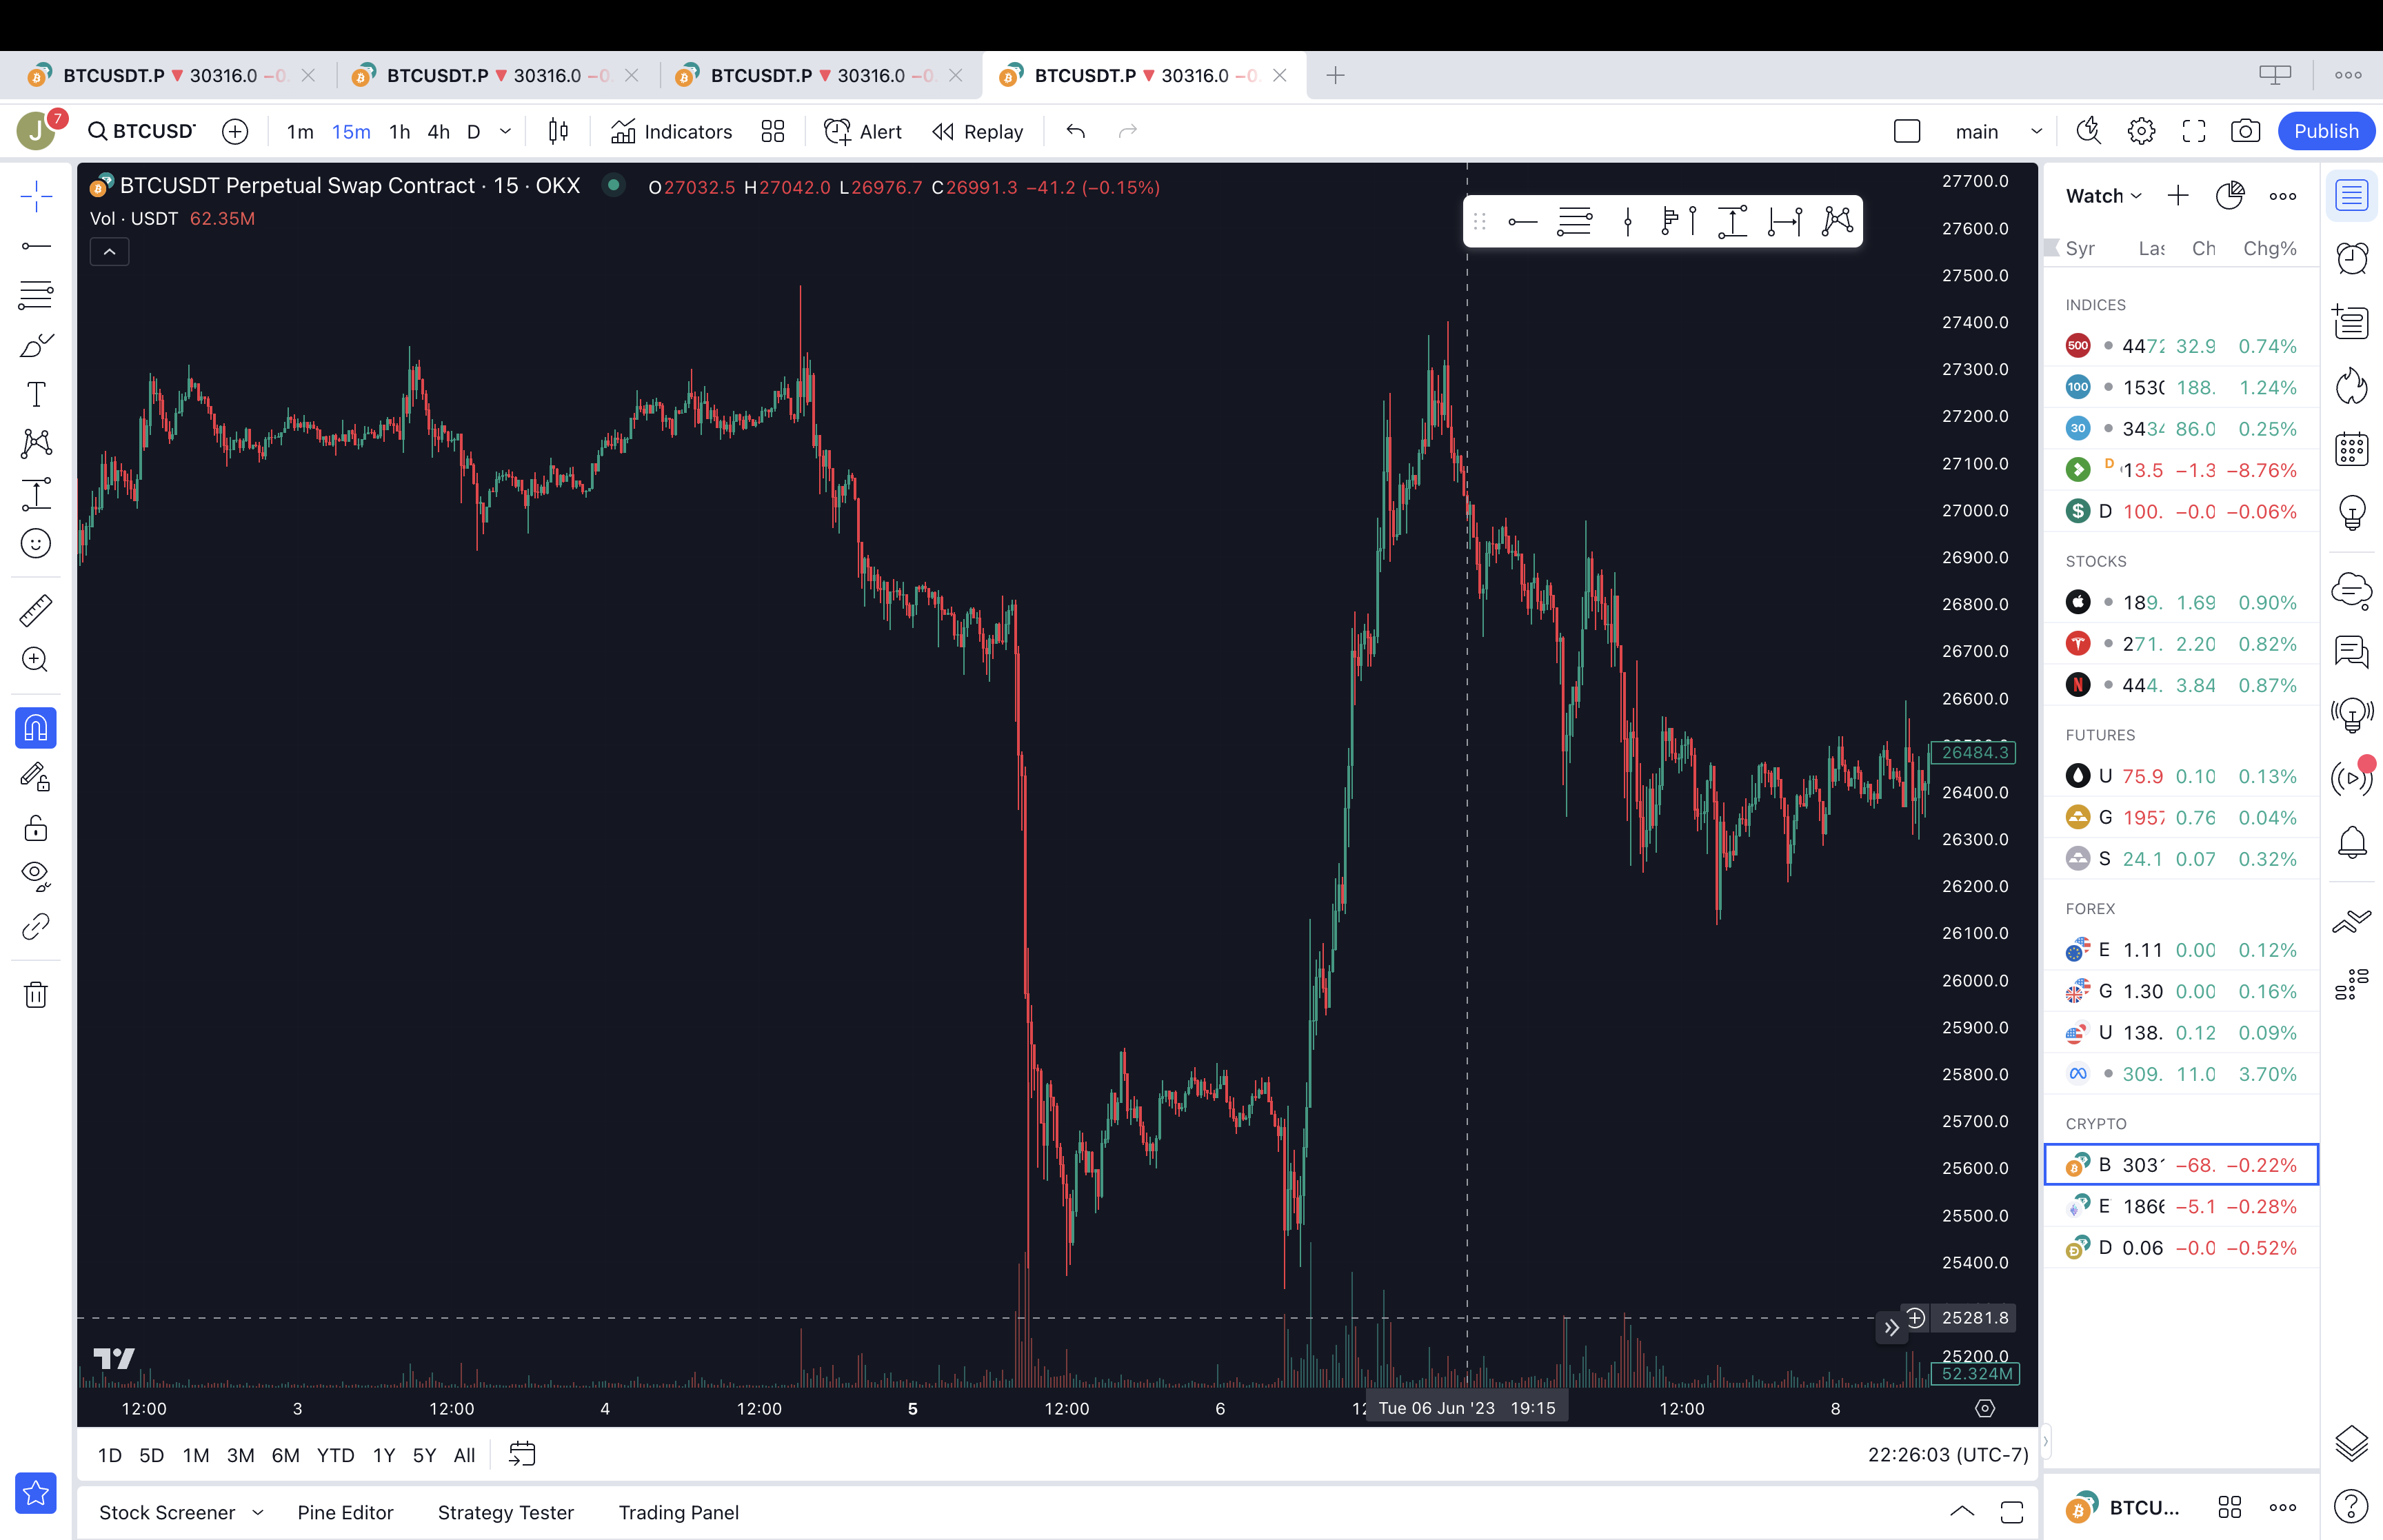 BTCUSDT.P ▼ 30316.0 −0. BTCUSDT.P ▼ 30316.0 −0. BTCUSDT.P ▼ 30316.0 −0. BTCUSDT.P ▼ 30316.0 −0.
J 7 BTCUSD 1m 15m 1h 4h D Indicators Alert Replay main Publish
BTCUSDT Perpetual Swap Contract · 15 · OKX O27032.5 H27042.0 L26976.7 C26991.3 −41.2 (−0.15%)
Vol · USDT 62.35M
27700.0
27600.0
27500.0
27400.0
27300.0
27200.0
27100.0
27000.0
26900.0
26800.0
26700.0
26600.0
26484.3
26400.0
26300.0
26200.0
26100.0
26000.0
25900.0
25800.0
25700.0
25600.0
25500.0
25400.0
25281.8
25200.0
52.324M
12:00 3 12:00 4 12:00 5 12:00 6 Tue 06 Jun '23 19:15 12:00 8
1D 5D 1M 3M 6M YTD 1Y 5Y All 22:26:03 (UTC-7)
Stock Screener Pine Editor Strategy Tester Trading Panel
Watch
Chg%
INDICES
500 32.9 0.74%
100 188. 1.24%
30 86.0 0.25%
D 13.5 −1.3 −8.76%
$ D 100. −0.0 −0.06%
STOCKS
189. 1.69 0.90%
271. 2.20 0.82%
N 444. 3.84 0.87%
FUTURES
U 75.9 0.10 0.13%
G 1957 0.76 0.04%
S 24.1 0.07 0.32%
FOREX
E 1.11 0.00 0.12%
G 1.30 0.00 0.16%
U 138. 0.12 0.09%
309. 11.0 3.70%
CRYPTO
B −68. −0.22%
E 1866 −5.1 −0.28%
D 0.06 −0.0 −0.52%
BTCU...